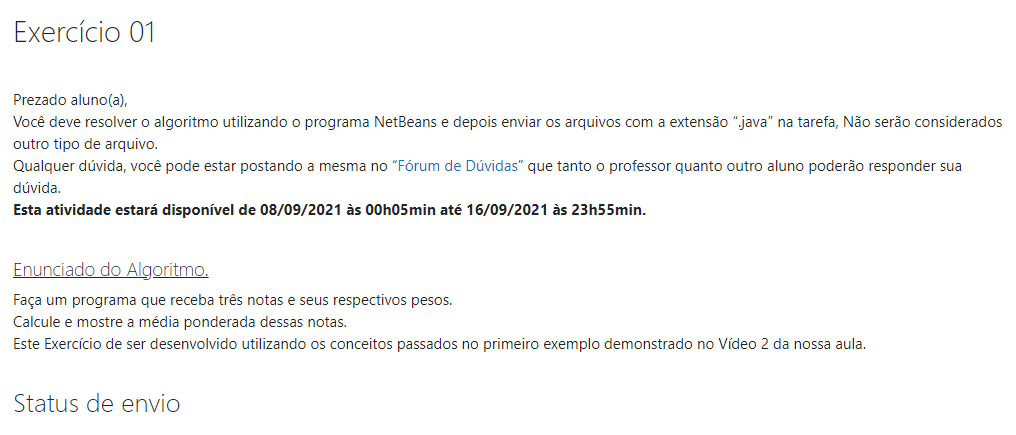 Exercício 01
Prezado aluno(a),
Você deve resolver o algoritmo utilizando o programa NetBeans e depois enviar os arquivos com a extensão “.java” na tarefa, Não serão considerados
outro tipo de arquivo.
Qualquer dúvida, você pode estar postando a mesma no “Fórum de Dúvidas” que tanto o professor quanto outro aluno poderão responder sua
dúvida.
Esta atividade estará disponível de 08/09/2021 às 00h05min até 16/09/2021 às 23h55min.
Enunciado do Algoritmo.
Faça um programa que receba três notas e seus respectivos pesos.
Calcule e mostre a média ponderada dessas notas.
Este Exercício de ser desenvolvido utilizando os conceitos passados no primeiro exemplo demonstrado no Vídeo 2 da nossa aula.
Status de envio